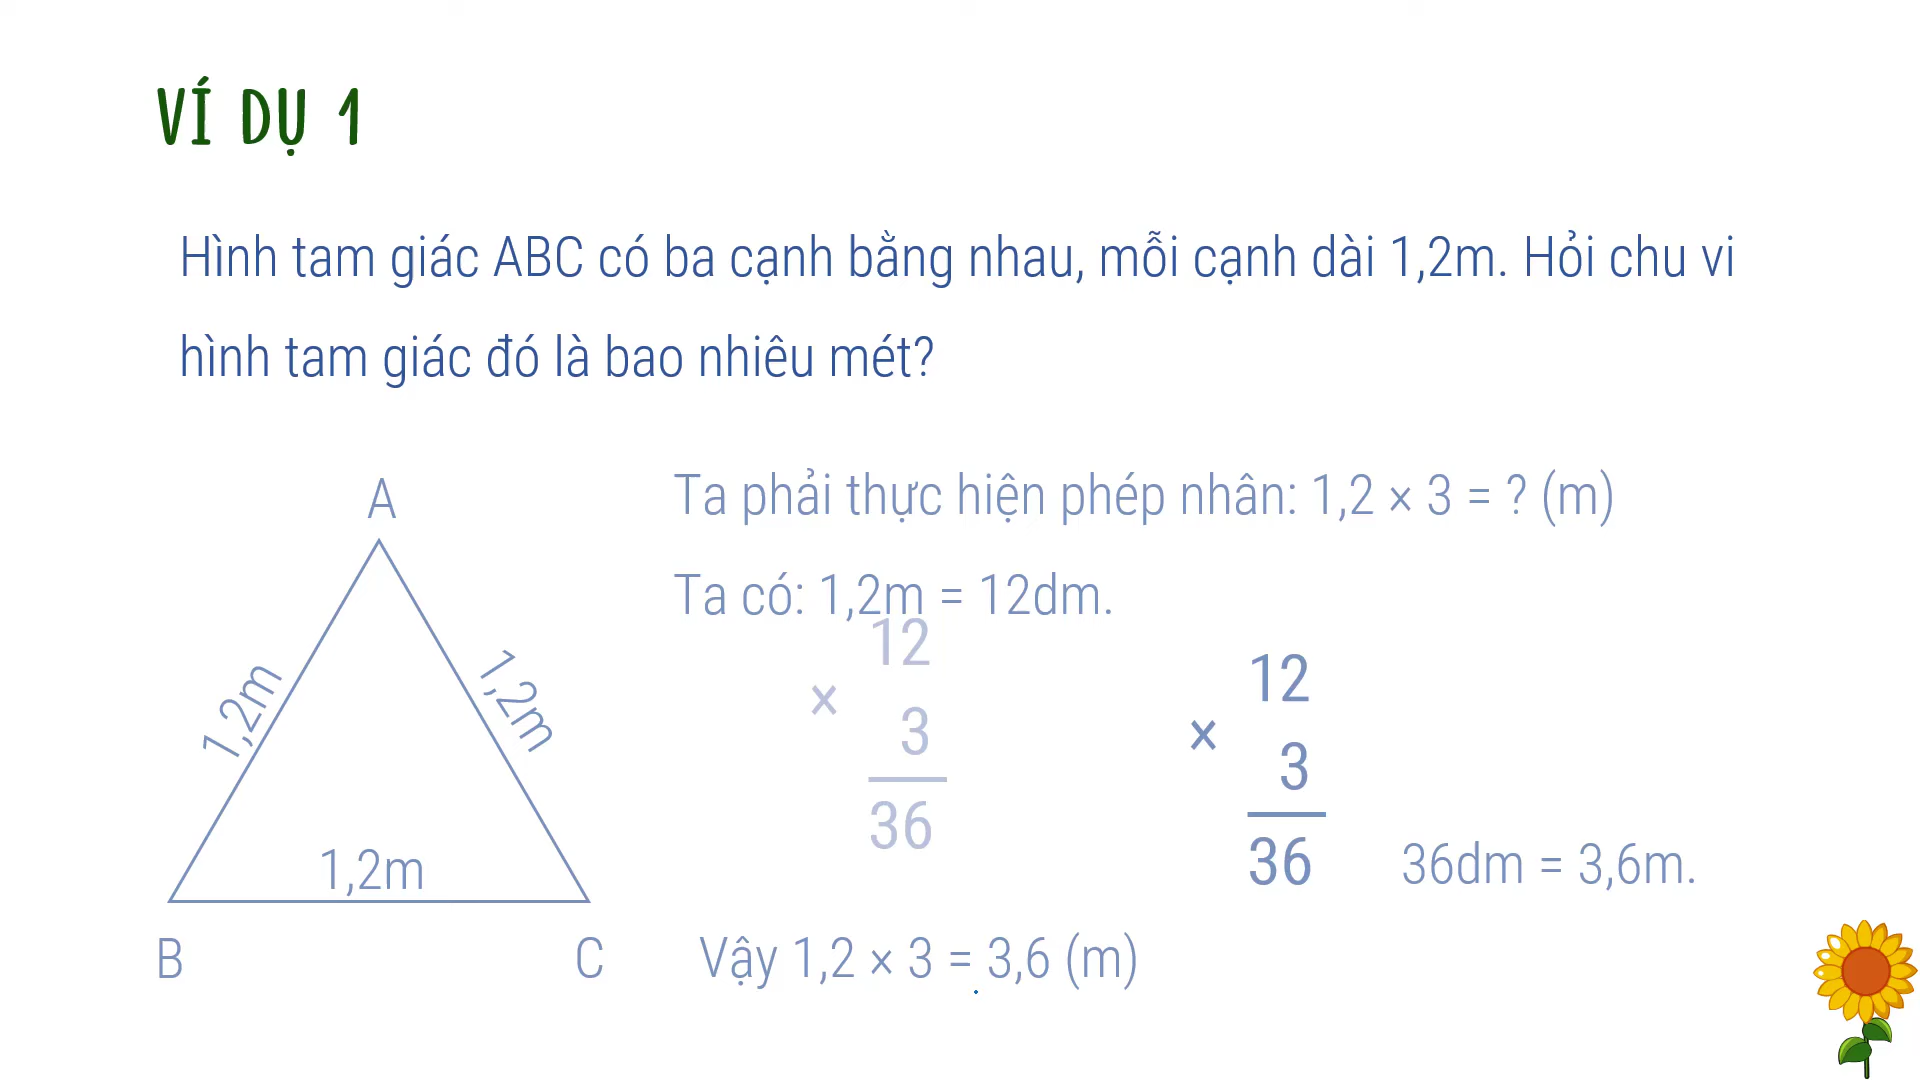 VÍ DỤ 1
Hình tam giác ABC có ba cạnh bằng nhau, mỗi cạnh dài 1,2m. Hỏi chu vi
hình tam giác đó là bao nhiêu mét?
A
1,2m
1,2m
1,2m
B
C
Ta phải thực hiện phép nhân: 1,2 × 3 = ? (m)
Ta có: 1,2m = 12dm.
12
×
3
36
12
×
3
36
36dm = 3,6m.
Vậy 1,2 × 3 = 3,6 (m)